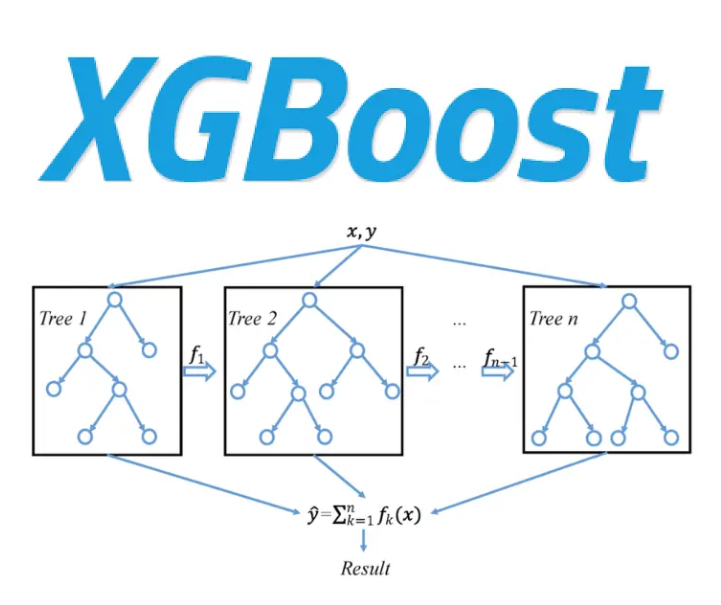 XGBoost
x, y
Tree 1
f₁
Tree 2
f₂
...
...
fₙ₋₁
Tree n
ŷ=∑ⁿₖ₌₁ fₖ(x)
Result